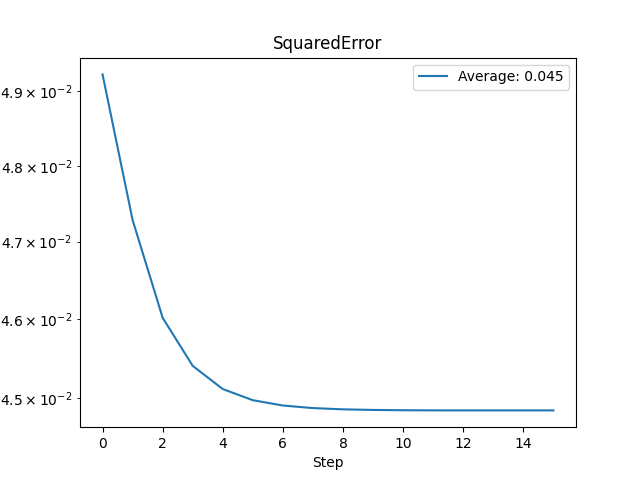 SquaredError
Average: 0.045
4.9 × 10⁻²
4.8 × 10⁻²
4.7 × 10⁻²
4.6 × 10⁻²
4.5 × 10⁻²
0 2 4 6 8 10 12 14
Step